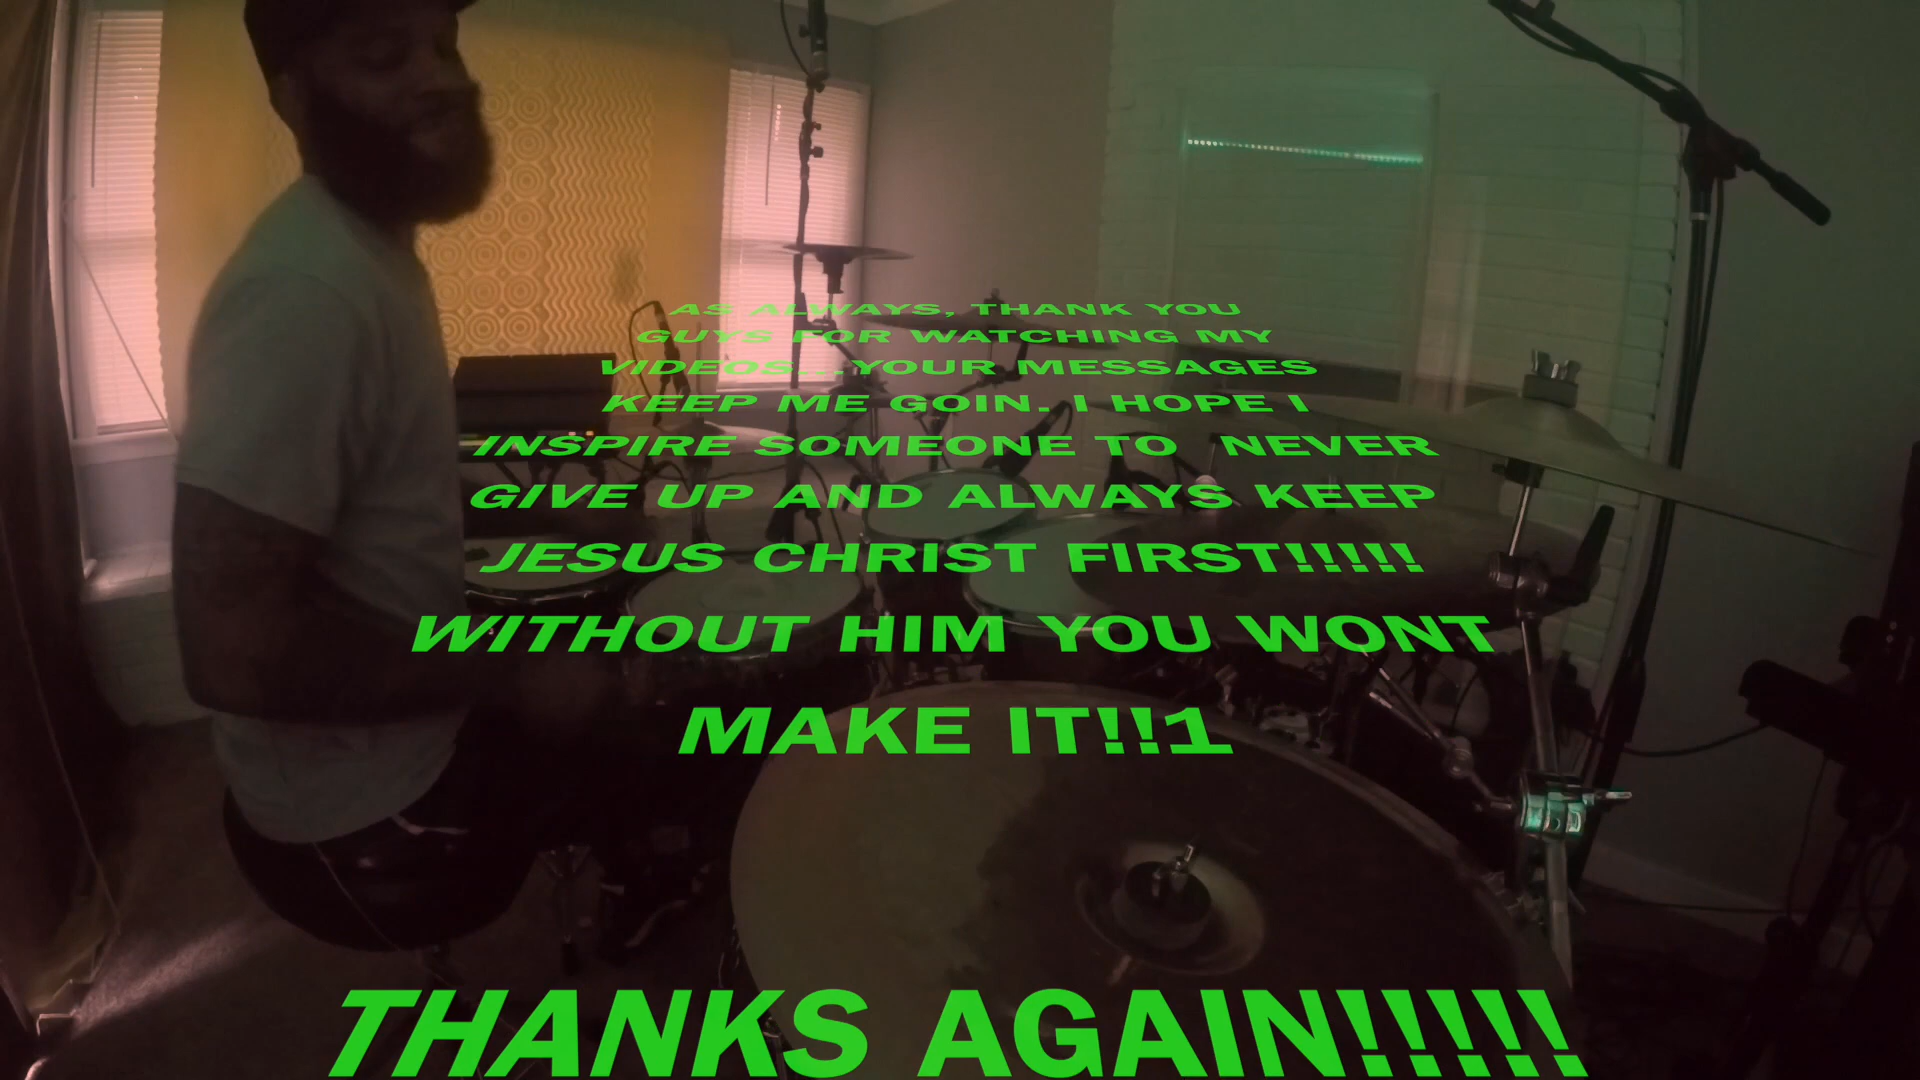 AS ALWAYS, THANK YOU
GUYS FOR WATCHING MY
VIDEOS...YOUR MESSAGES
KEEP ME GOIN. I HOPE I
INSPIRE SOMEONE TO  NEVER
GIVE UP AND ALWAYS KEEP
JESUS CHRIST FIRST!!!!!
WITHOUT HIM YOU WONT
MAKE IT!!1
THANKS AGAIN!!!!!